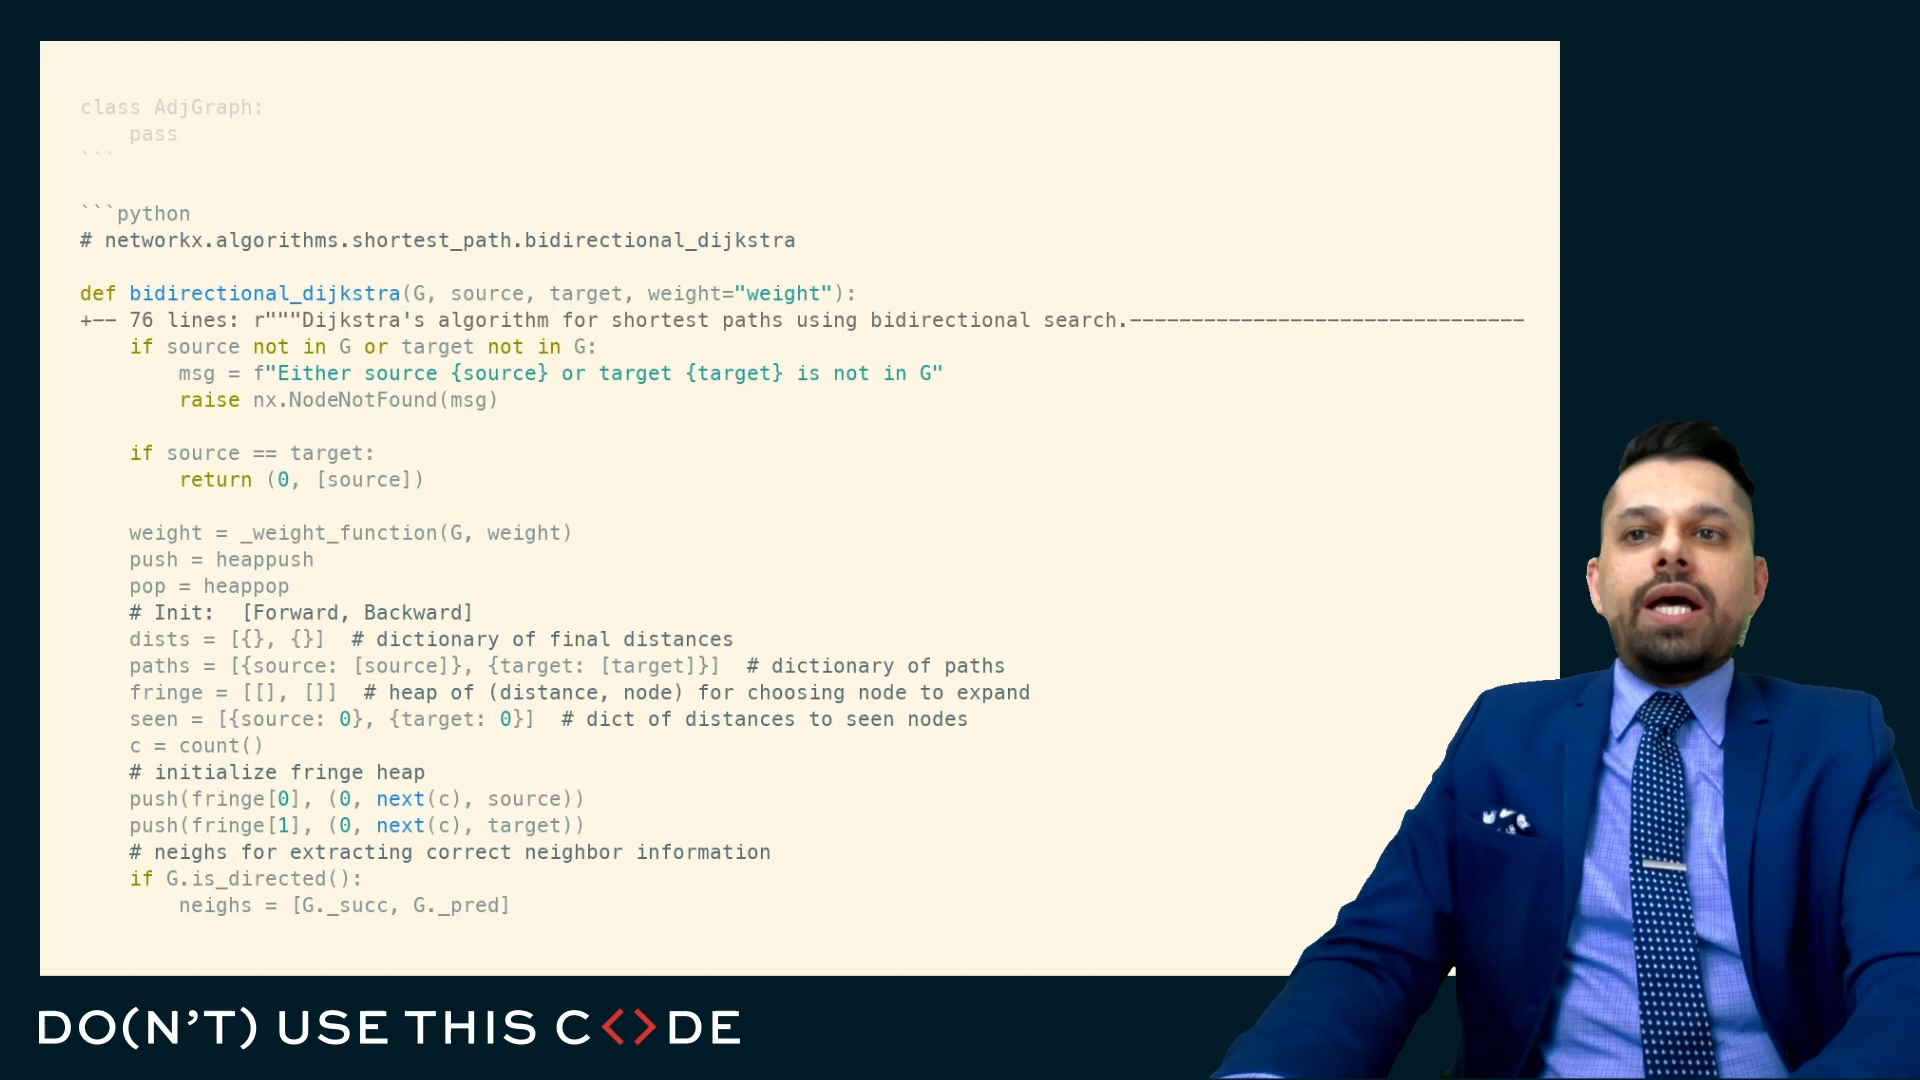 class AdjGraph:
    pass
```
```python
# networkx.algorithms.shortest_path.bidirectional_dijkstra
def bidirectional_dijkstra(G, source, target, weight="weight"):
+-- 76 lines: r"""Dijkstra's algorithm for shortest paths using bidirectional search.--------------------------------
    if source not in G or target not in G:
        msg = f"Either source {source} or target {target} is not in G"
        raise nx.NodeNotFound(msg)
    if source == target:
        return (0, [source])
    weight = _weight_function(G, weight)
    push = heappush
    pop = heappop
    # Init:  [Forward, Backward]
    dists = [{}, {}]  # dictionary of final distances
    paths = [{source: [source]}, {target: [target]}]  # dictionary of paths
    fringe = [[], []]  # heap of (distance, node) for choosing node to expand
    seen = [{source: 0}, {target: 0}]  # dict of distances to seen nodes
    c = count()
    # initialize fringe heap
    push(fringe[0], (0, next(c), source))
    push(fringe[1], (0, next(c), target))
    # neighs for extracting correct neighbor information
    if G.is_directed():
        neighs = [G._succ, G._pred]
DO(N'T) USE THIS C<>DE